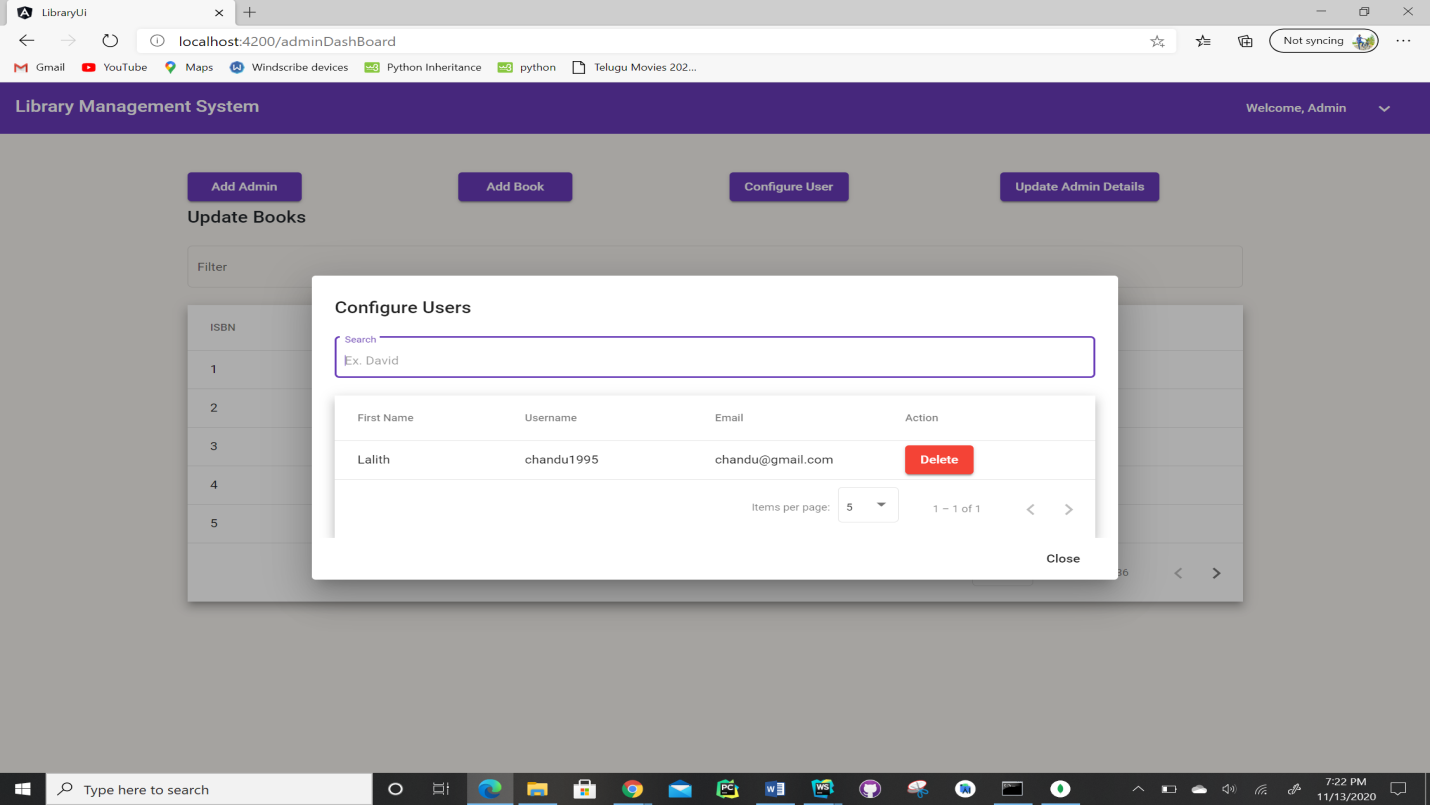 LibraryUi
localhost:4200/adminDashBoard
Not syncing
Gmail YouTube Maps Windscribe devices Python Inheritance python Telugu Movies 202...
Library Management System Welcome, Admin
Add Admin Add Book Configure User Update Admin Details
Update Books
Filter
ISBN
1
2
3
4
5
Configure Users
Search
Ex. David
First Name Username Email Action
Lalith chandu1995 chandu@gmail.com Delete
Items per page: 5 1 – 1 of 1
Close
36
Type here to search
7:22 PM
11/13/2020